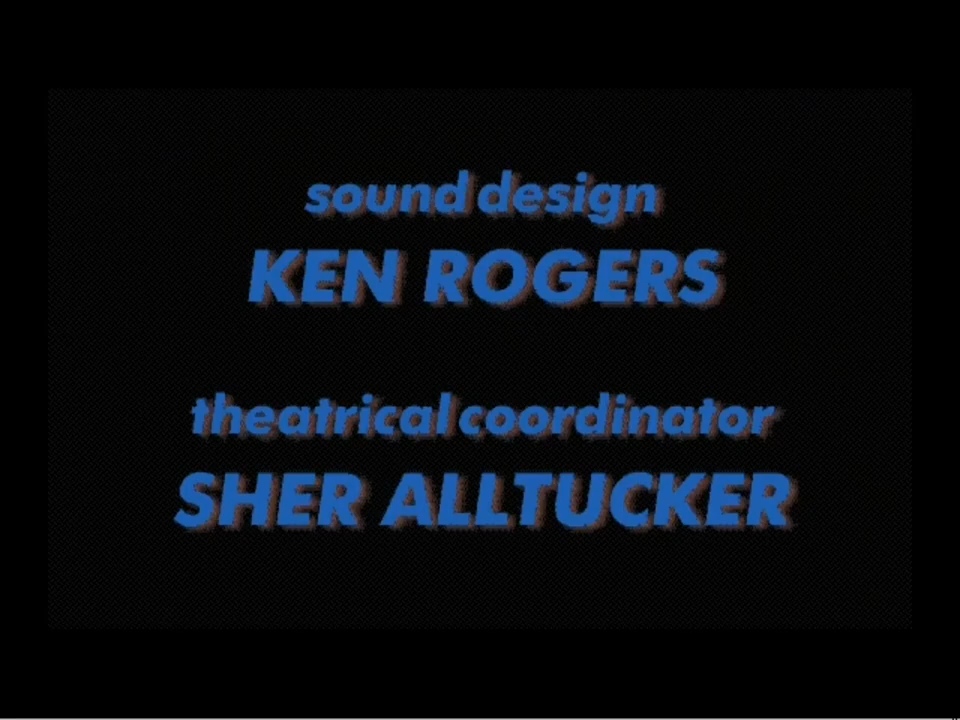 sound design
KEN ROGERS
theatrical coordinator
SHER ALLTUCKER